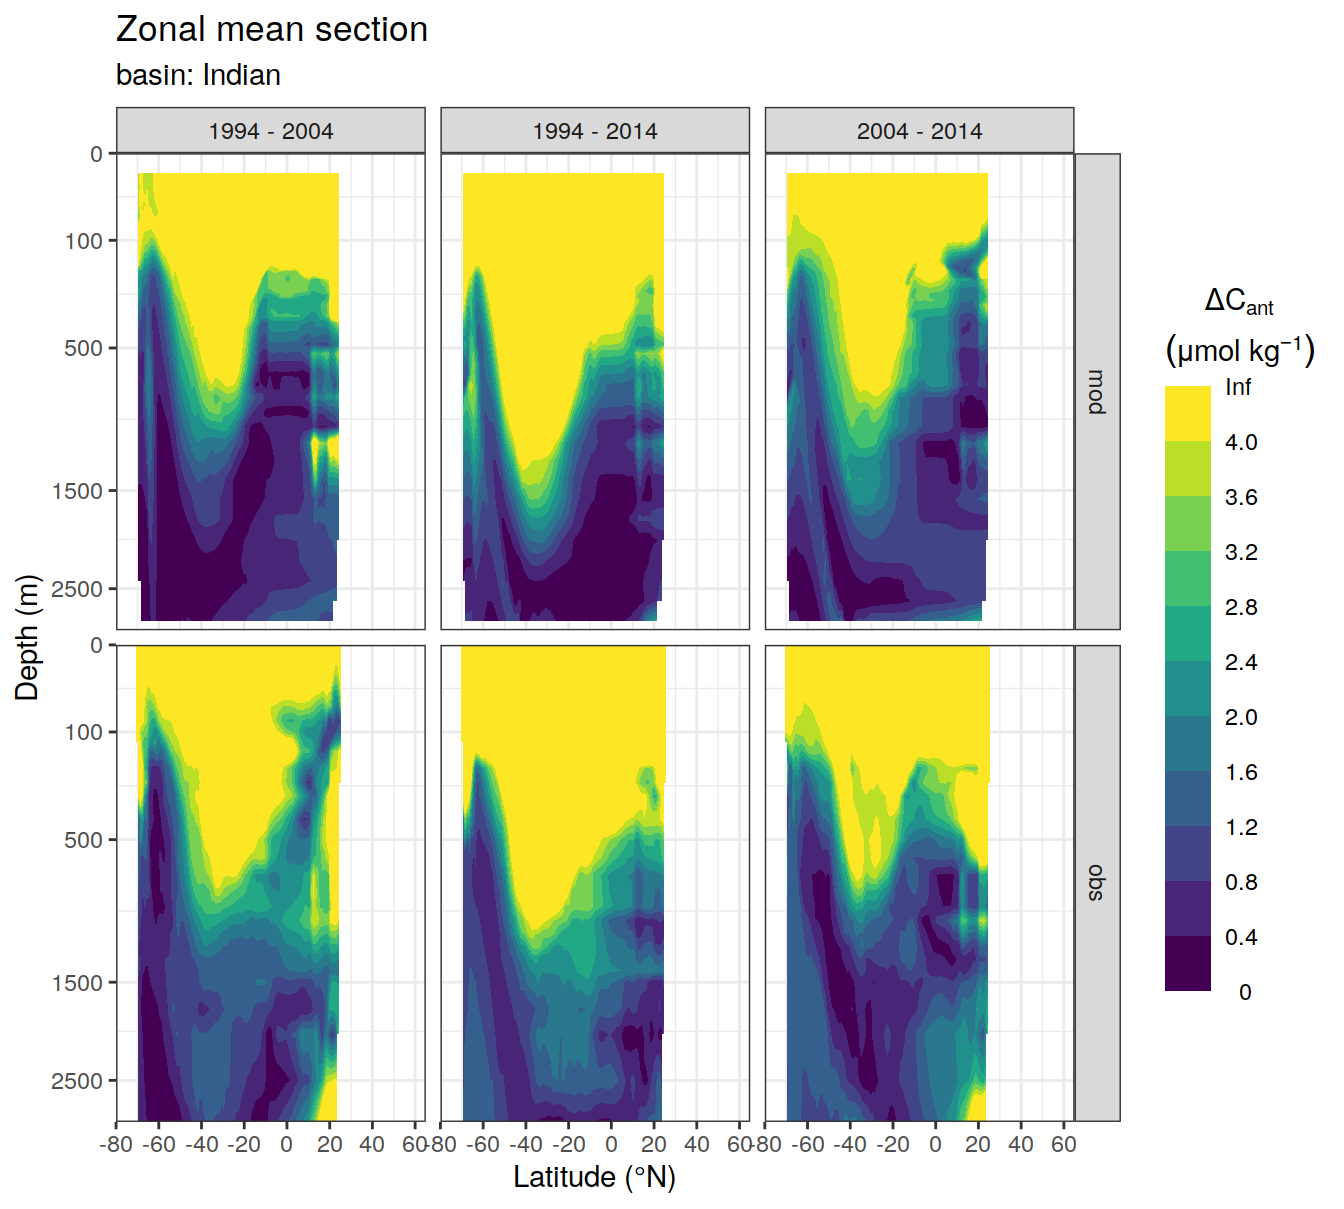 Zonal mean section
basin: Indian
1994 - 2004
1994 - 2014
2004 - 2014
0
100
500
1500
2500
mod
0
100
500
1500
2500
obs
Depth (m)
-80 -60 -40 -20 0 20 40 60
-80 -60 -40 -20 0 20 40 60
-80 -60 -40 -20 0 20 40 60
Latitude (°N)
ΔCant
(μmol kg⁻¹)
Inf
4.0
3.6
3.2
2.8
2.4
2.0
1.6
1.2
0.8
0.4
0